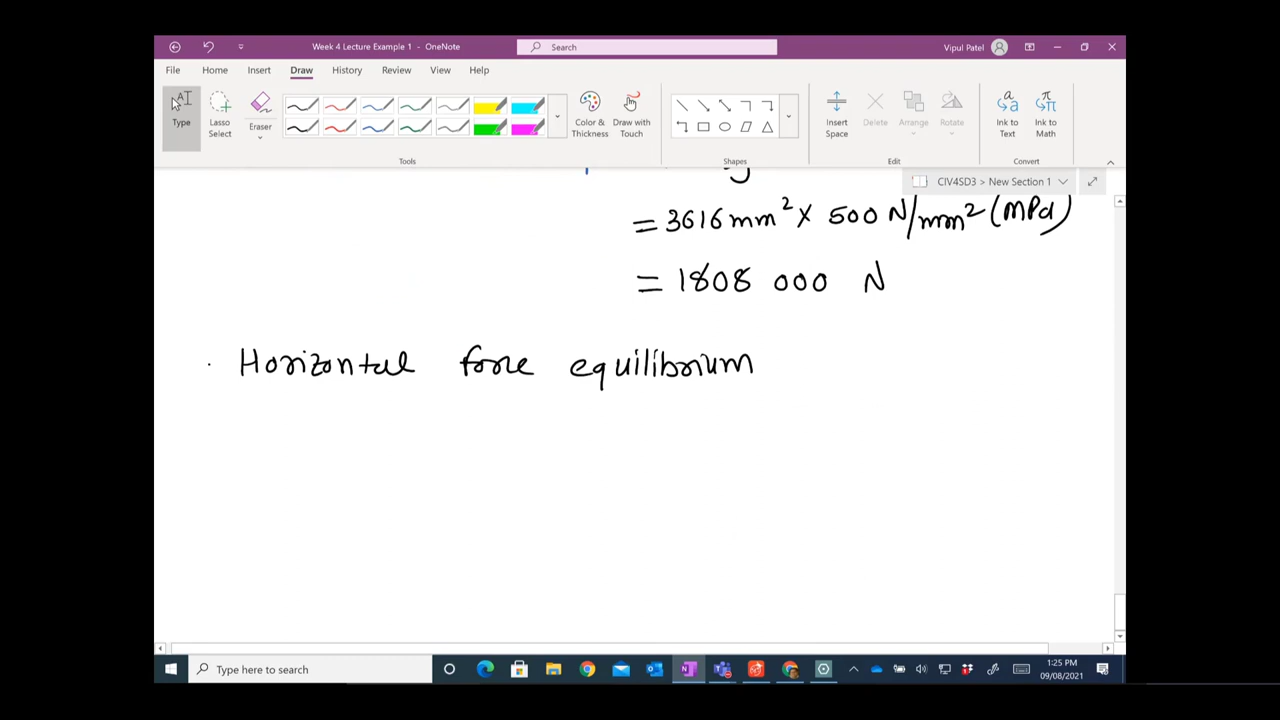 Week 4 Lecture Example 1 - OneNote
Search
Vipul Patel
File Home Insert Draw History Review View Help
Type
Lasso Select
Eraser
Color & Thickness
Draw with Touch
Insert Space
Delete
Arrange
Rotate
Ink to Text
Ink to Math
Tools
Shapes
Edit
Convert
CIV4SD3 > New Section 1
= 3616 mm² × 500 N/mm² (MPa)
= 1808 000 N
· Horizontal force equilibrium
Type here to search
1:25 PM
09/08/2021